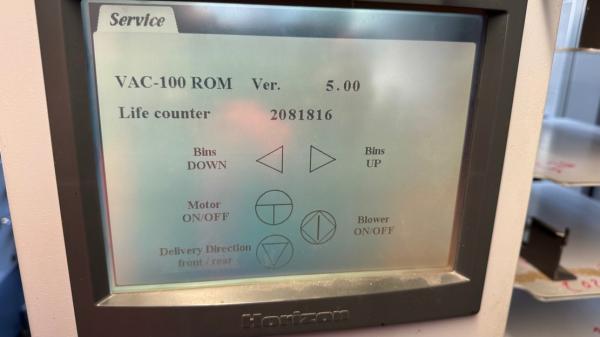 Service
VAC-100 ROM Ver. 5.00
Life counter 2081816
Bins DOWN
Bins UP
Motor ON/OFF
Blower ON/OFF
Delivery Direction
front / rear
Horizon